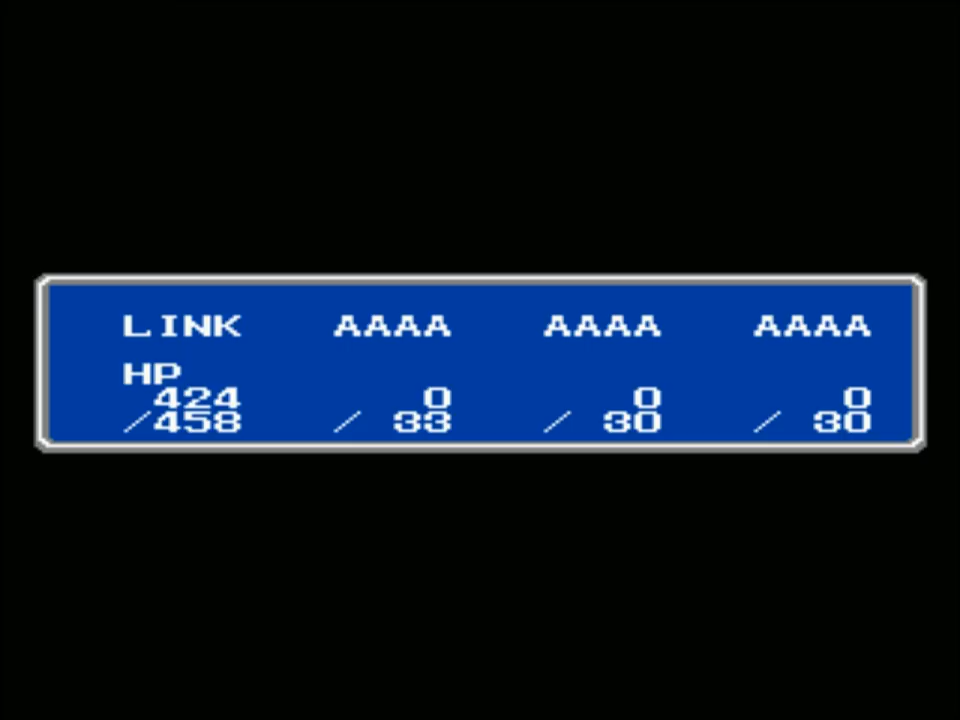 LINK AAAA AAAA AAAA
HP
424 0 0 0
/458 / 33 / 30 / 30